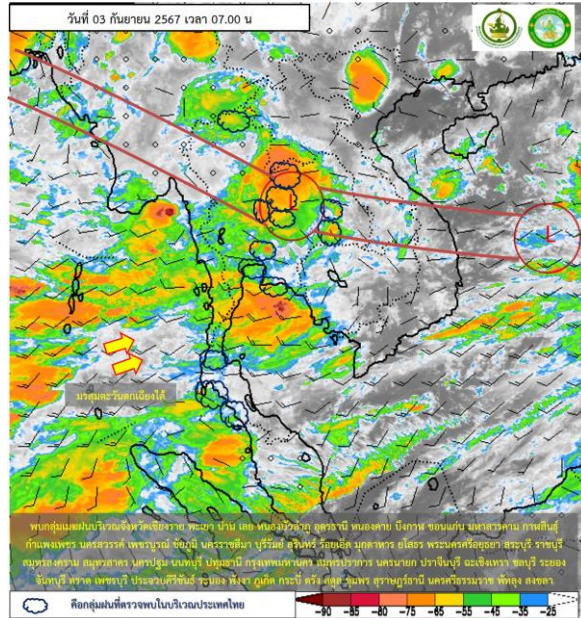 วันที่ 03 กันยายน 2567 เวลา 07.00 น
L
L
มรสุมตะวันตกเฉียงใต้
พบกลุ่มเมฆฝนบริเวณจังหวัดเชียงราย พะเยา น่าน เลย หนองบัวลำภู อุดรธานี หนองคาย บึงกาฬ ขอนแก่น มหาสารคาม กาฬสินธุ์
กำแพงเพชร นครสวรรค์ เพชรบูรณ์ ชัยภูมิ นครราชสีมา บุรีรัมย์ สุรินทร์ ร้อยเอ็ด มุกดาหาร ยโสธร พระนครศรีอยุธยา สระบุรี ราชบุรี
สมุทรสงคราม สมุทรสาคร นครปฐม นนทบุรี ปทุมธานี กรุงเทพมหานคร สมุทรปราการ นครนายก ปราจีนบุรี ฉะเชิงเทรา ชลบุรี ระยอง
จันทบุรี ตราด เพชรบุรี ประจวบคีรีขันธ์ ระนอง พังงา ภูเก็ต กระบี่ ตรัง สตูล ชุมพร สุราษฎร์ธานี นครศรีธรรมราช พัทลุง สงขลา
คือกลุ่มฝนที่ตรวจพบในบริเวณประเทศไทย
-90 -85 -80 -75 -65 -55 -45 -35 -25